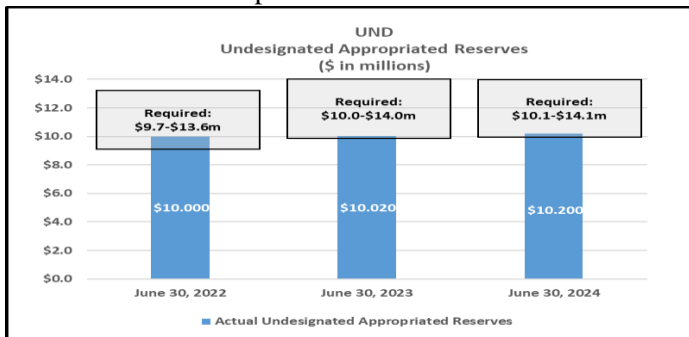 UND
Undesignated Appropriated Reserves
($ in millions)
$14.0
$12.0
$10.0
$8.0
$6.0
$4.0
$2.0
$0.0
Required:
$9.7-$13.6m
Required:
$10.0-$14.0m
Required:
$10.1-$14.1m
$10.000
$10.020
$10.200
June 30, 2022
June 30, 2023
June 30, 2024
Actual Undesignated Appropriated Reserves